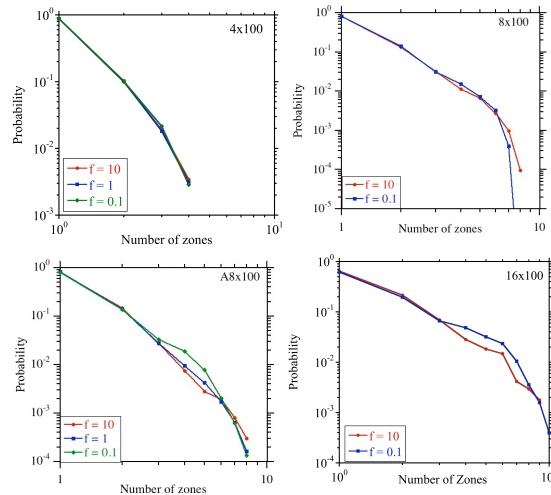 4x100
Probability
10^0
10^-1
10^-2
10^-3
f = 10
f = 1
f = 0.1
10^0
10^1
Number of zones
8x100
Probability
10^0
10^-1
10^-2
10^-3
10^-4
10^-5
f = 10
f = 0.1
1
10
Number of zones
A8x100
Probability
10^0
10^-1
10^-2
10^-3
10^-4
f = 10
f = 1
f = 0.1
1
10
Number of zones
16x100
Probability
10^0
10^-1
10^-2
10^-3
10^-4
f = 10
f = 0.1
10^0
10
Number of Zones